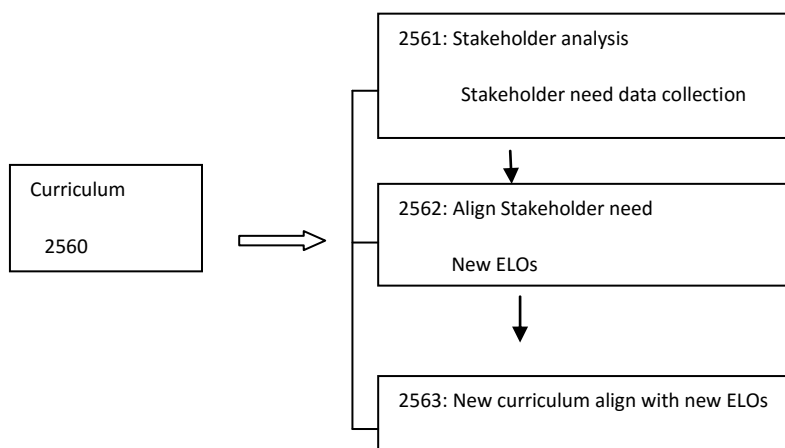 Curriculum
2560
2561: Stakeholder analysis
Stakeholder need data collection
2562: Align Stakeholder need
New ELOs
2563: New curriculum align with new ELOs